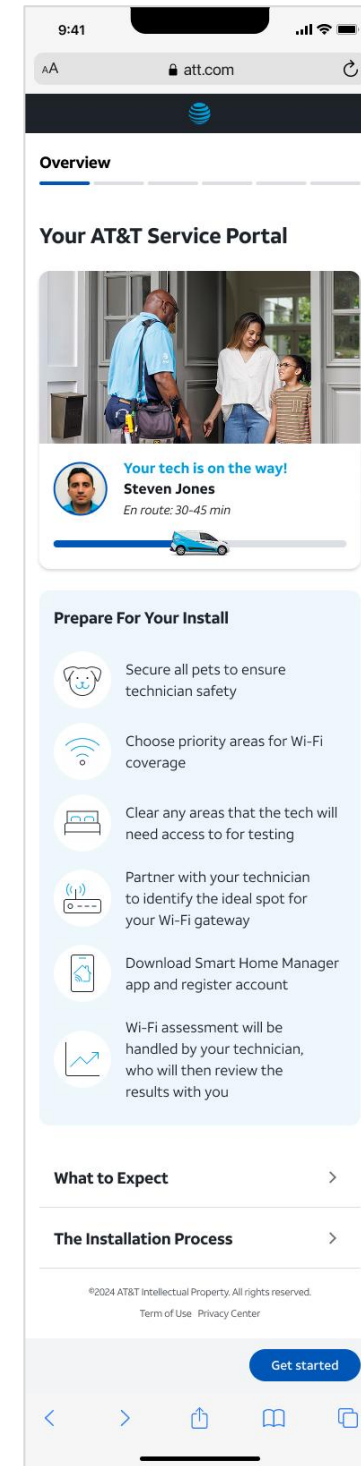 9:41
AA
att.com
Overview
Your AT&T Service Portal
Your tech is on the way!
Steven Jones
En route: 30-45 min
Prepare For Your Install
Secure all pets to ensure
technician safety
Choose priority areas for Wi-Fi
coverage
Clear any areas that the tech will
need access to for testing
Partner with your technician
to identify the ideal spot for
your Wi-Fi gateway
Download Smart Home Manager
app and register account
Wi-Fi assessment will be
handled by your technician,
who will then review the
results with you
What to Expect
The Installation Process
©2024 AT&T Intellectual Property. All rights reserved.
Term of Use Privacy Center
Get started